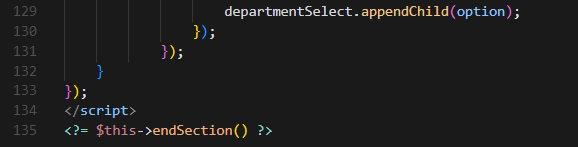 129 departmentSelect.appendChild(option);
130 });
131 });
132 }
133 });
134 </script>
135 <?= $this->endSection() ?>